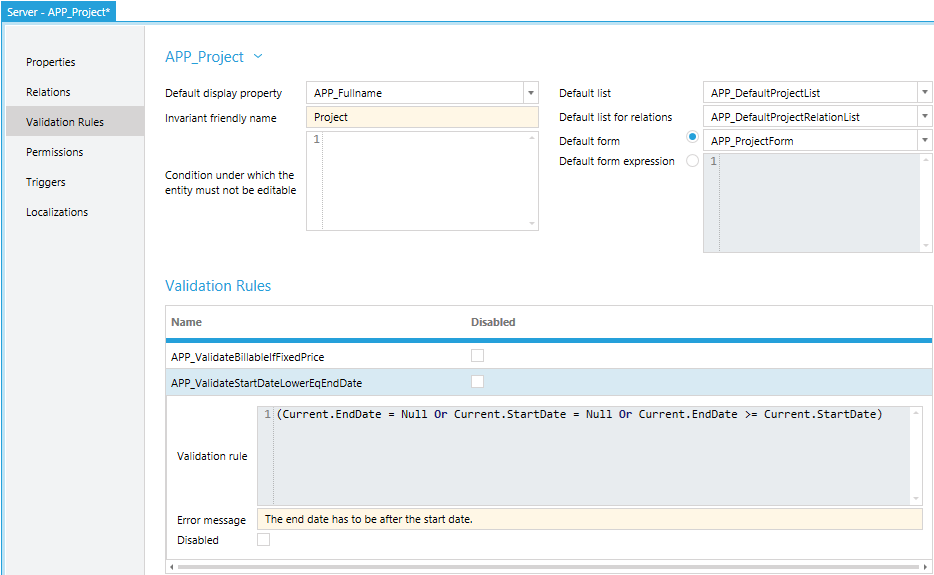 Server - APP_Project*
Properties
Relations
Validation Rules
Permissions
Triggers
Localizations
APP_Project
Default display property
APP_Fullname
Invariant friendly name
Project
Condition under which the
entity must not be editable
1
Default list
APP_DefaultProjectList
Default list for relations
APP_DefaultProjectRelationList
Default form
APP_ProjectForm
Default form expression
1
Validation Rules
Name Disabled
APP_ValidateBillableIfFixedPrice
APP_ValidateStartDateLowerEqEndDate
Validation rule
1 (Current.EndDate = Null Or Current.StartDate = Null Or Current.EndDate >= Current.StartDate)
Error message
The end date has to be after the start date.
Disabled